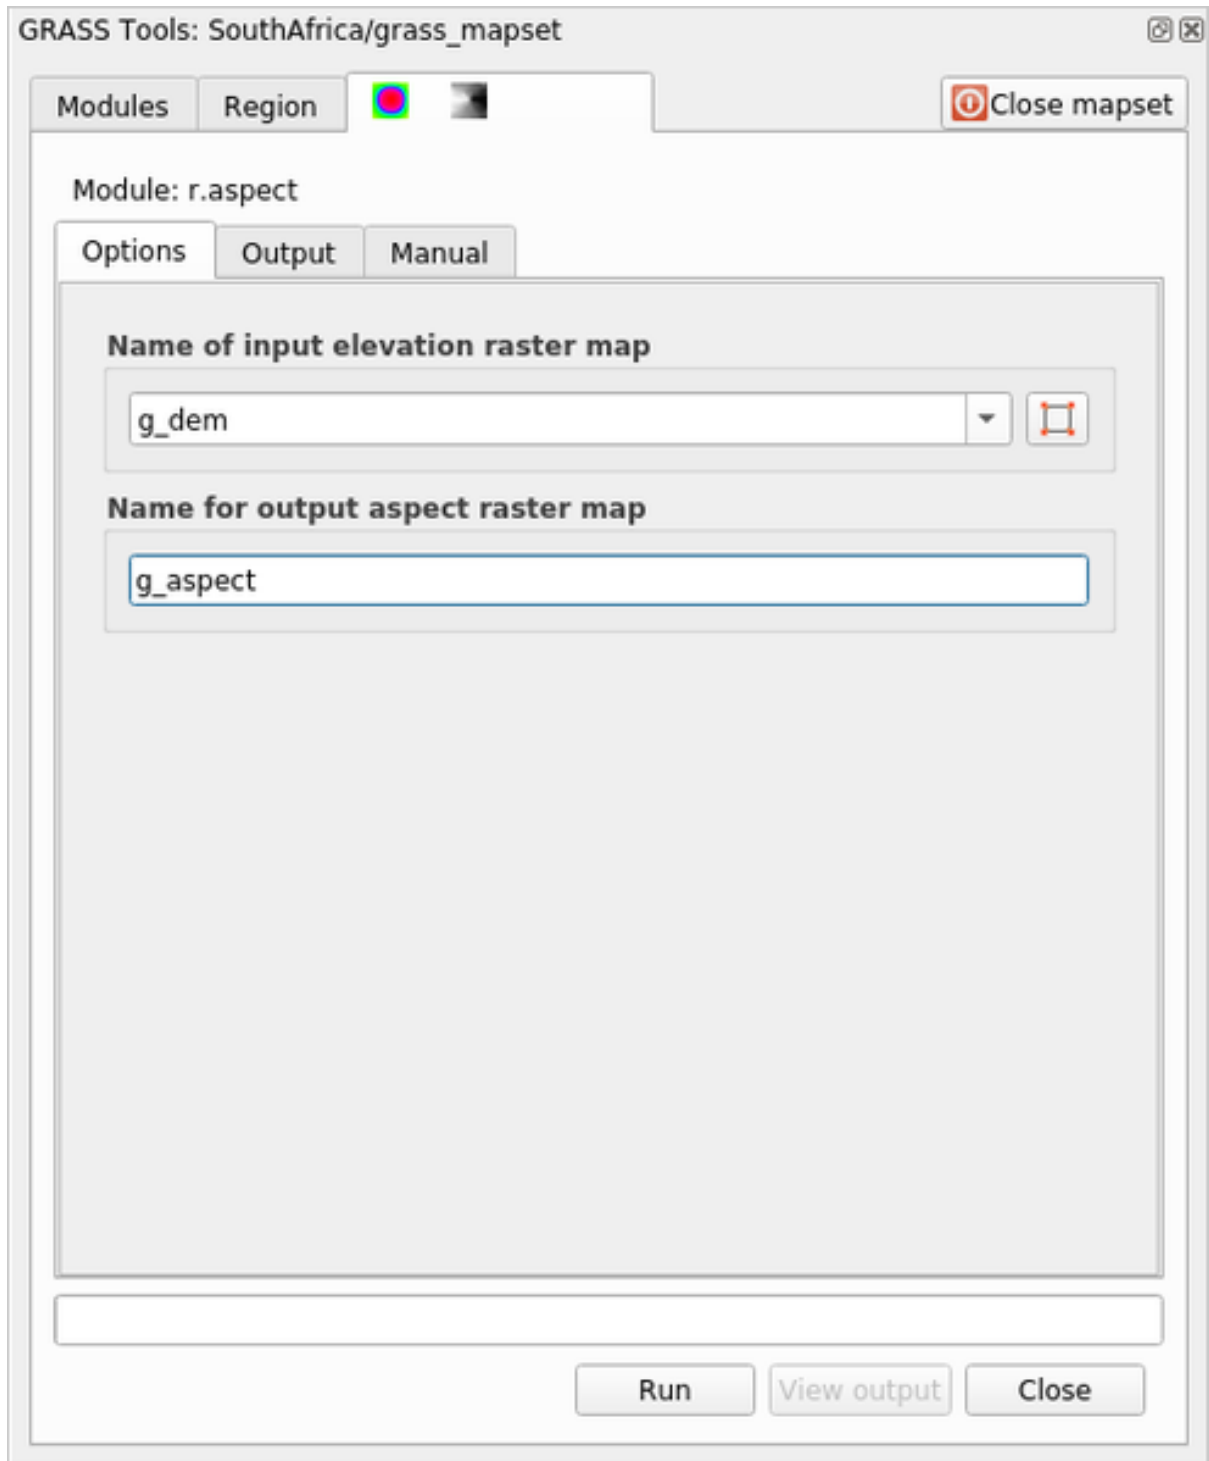 GRASS Tools: SouthAfrica/grass_mapset
Modules Region Close mapset
Module: r.aspect
Options Output Manual
Name of input elevation raster map
g_dem
Name for output aspect raster map
g_aspect
Run View output Close